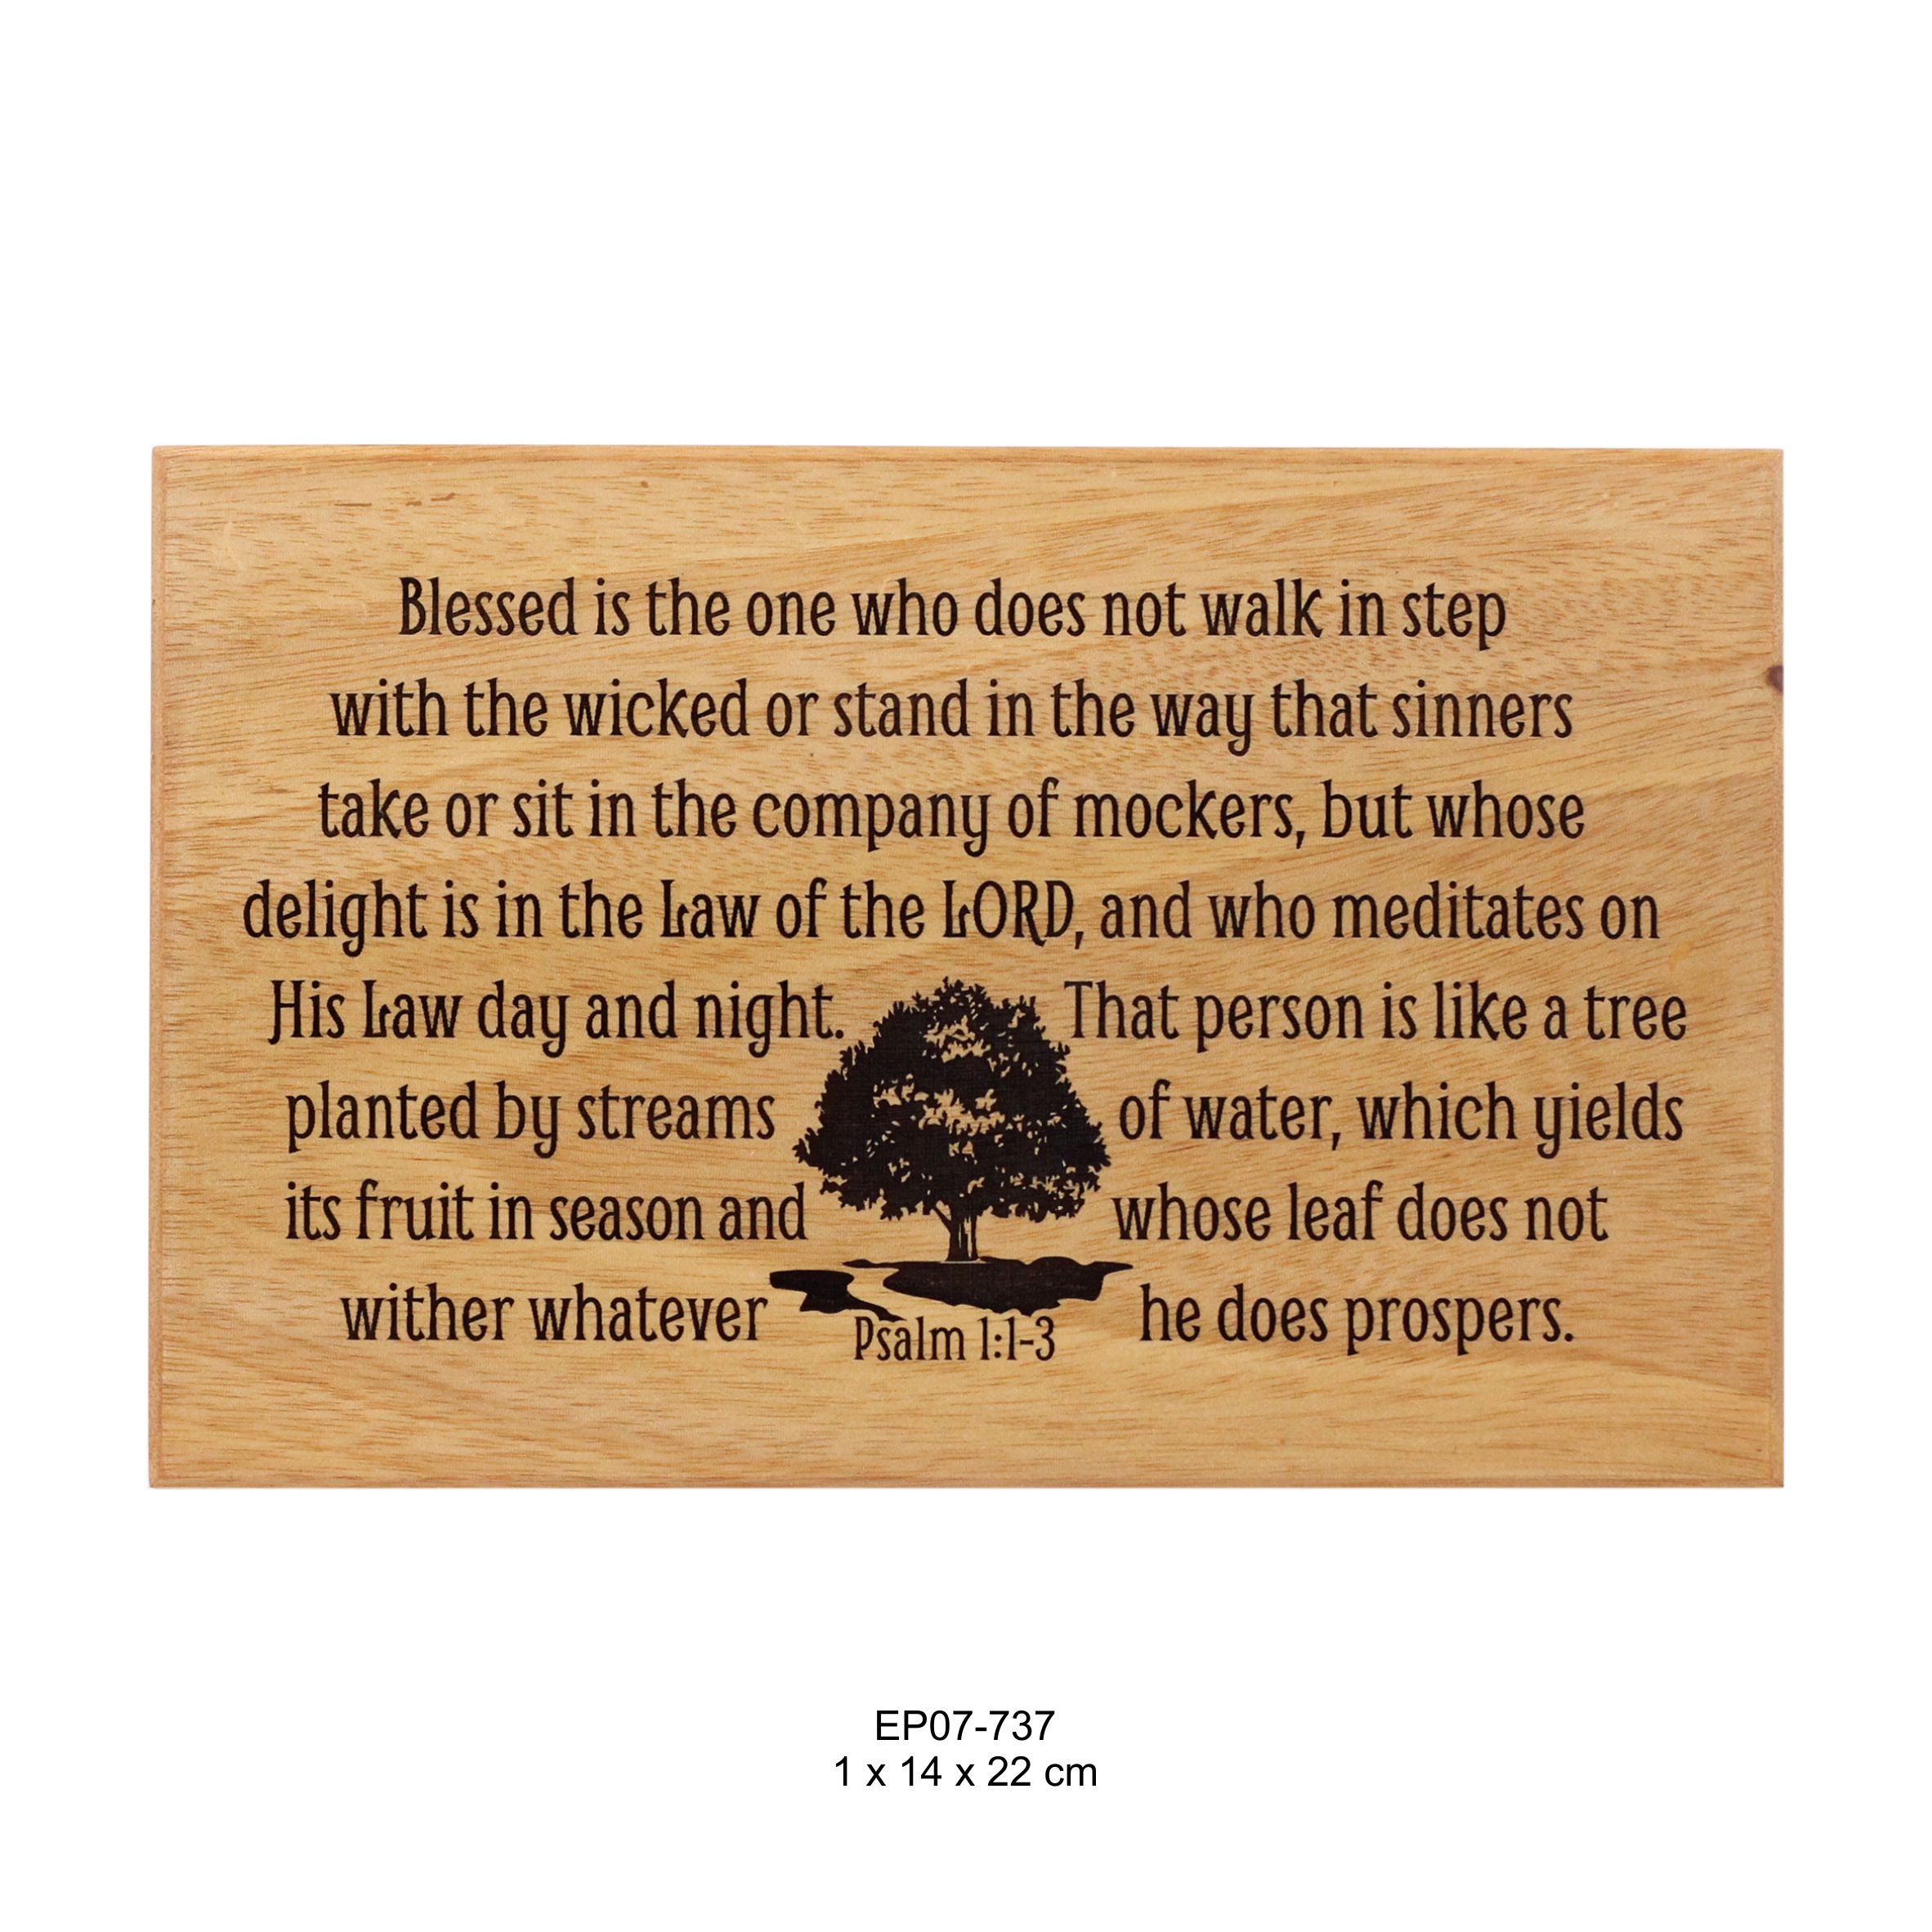 Blessed is the one who does not walk in step
with the wicked or stand in the way that sinners
take or sit in the company of mockers, but whose
delight is in the Law of the LORD, and who meditates on
His Law day and night. That person is like a tree
planted by streams of water, which yields
its fruit in season and whose leaf does not
wither whatever he does prospers.
Psalm 1:1-3
EP07-737
1 x 14 x 22 cm